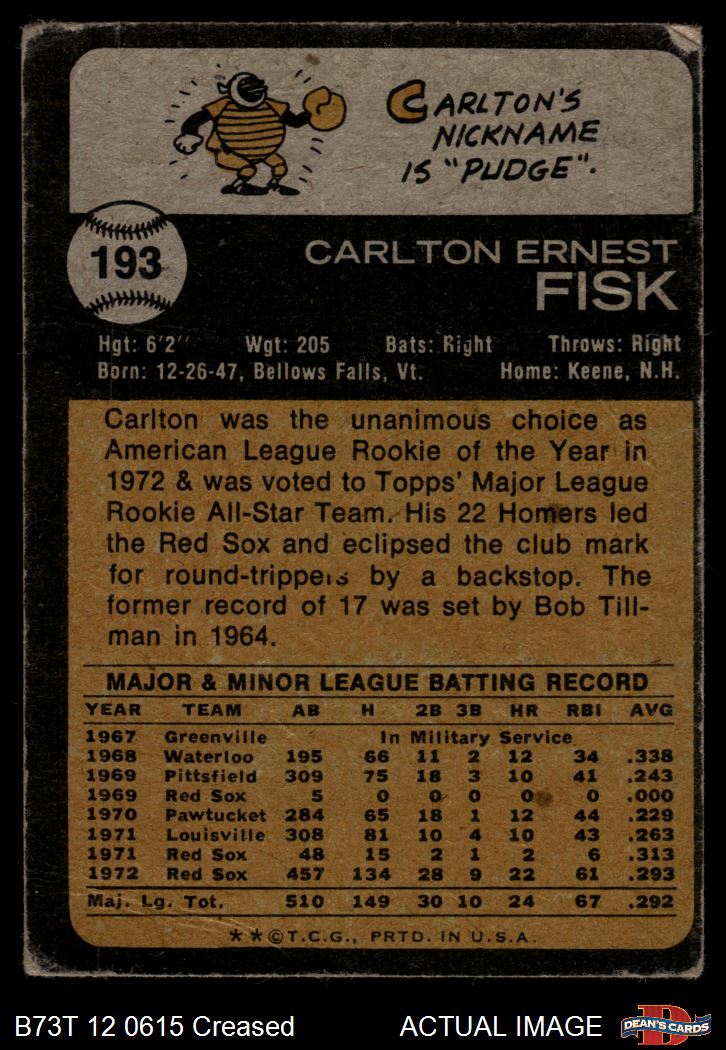 CARLTON'S
NICKNAME
IS "PUDGE".
193
CARLTON ERNEST
FISK
Hgt: 6'2" Wgt: 205 Bats: Right Throws: Right
Born: 12-26-47, Bellows Falls, Vt. Home: Keene, N.H.
Carlton was the unanimous choice as
American League Rookie of the Year in
1972 & was voted to Topps' Major League
Rookie All-Star Team. His 22 Homers led
the Red Sox and eclipsed the club mark
for round-trippers by a backstop. The
former record of 17 was set by Bob Till-
man in 1964.
MAJOR & MINOR LEAGUE BATTING RECORD
YEAR TEAM AB H 2B 3B HR RBI AVG
1967 Greenville In Military Service
1968 Waterloo 195 66 11 2 12 34 .338
1969 Pittsfield 309 75 18 3 10 41 .243
1969 Red Sox 5 0 0 0 0 0 .000
1970 Pawtucket 284 65 18 1 12 44 .229
1971 Louisville 308 81 10 4 10 43 .263
1971 Red Sox 48 15 2 1 2 6 .313
1972 Red Sox 457 134 28 9 22 61 .293
Maj. Lg. Tot. 510 149 30 10 24 67 .292
**©T.C.G., PRTD. IN U.S.A.
B73T 12 0615 Creased ACTUAL IMAGE
D
DEAN'S CARDS